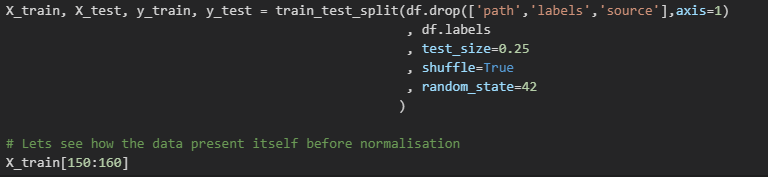 X_train, X_test, y_train, y_test = train_test_split(df.drop(['path','labels','source'],axis=1)
, df.labels
, test_size=0.25
, shuffle=True
, random_state=42
)
# Lets see how the data present itself before normalisation
X_train[150:160]